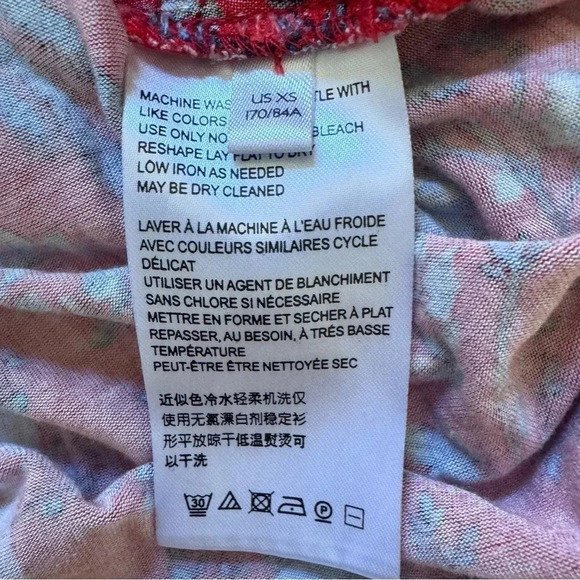 US XS
170/84A
MACHINE WAS TLE WITH
LIKE COLORS
USE ONLY NO BLEACH
RESHAPE LAY FLAT TO DRY
LOW IRON AS NEEDED
MAY BE DRY CLEANED
LAVER À LA MACHINE À L'EAU FROIDE
AVEC COULEURS SIMILAIRES CYCLE
DÉLICAT
UTILISER UN AGENT DE BLANCHIMENT
SANS CHLORE SI NÉCESSAIRE
METTRE EN FORME ET SECHER À PLAT
REPASSER, AU BESOIN, À TRÉS BASSE
TEMPÉRATURE
PEUT-ÊTRE ÊTRE NETTOYÉE SEC
近似色冷水轻柔机洗仅
使用无氯漂白剂稳定衫
形平放晾干低温熨烫可
以干洗
30
P